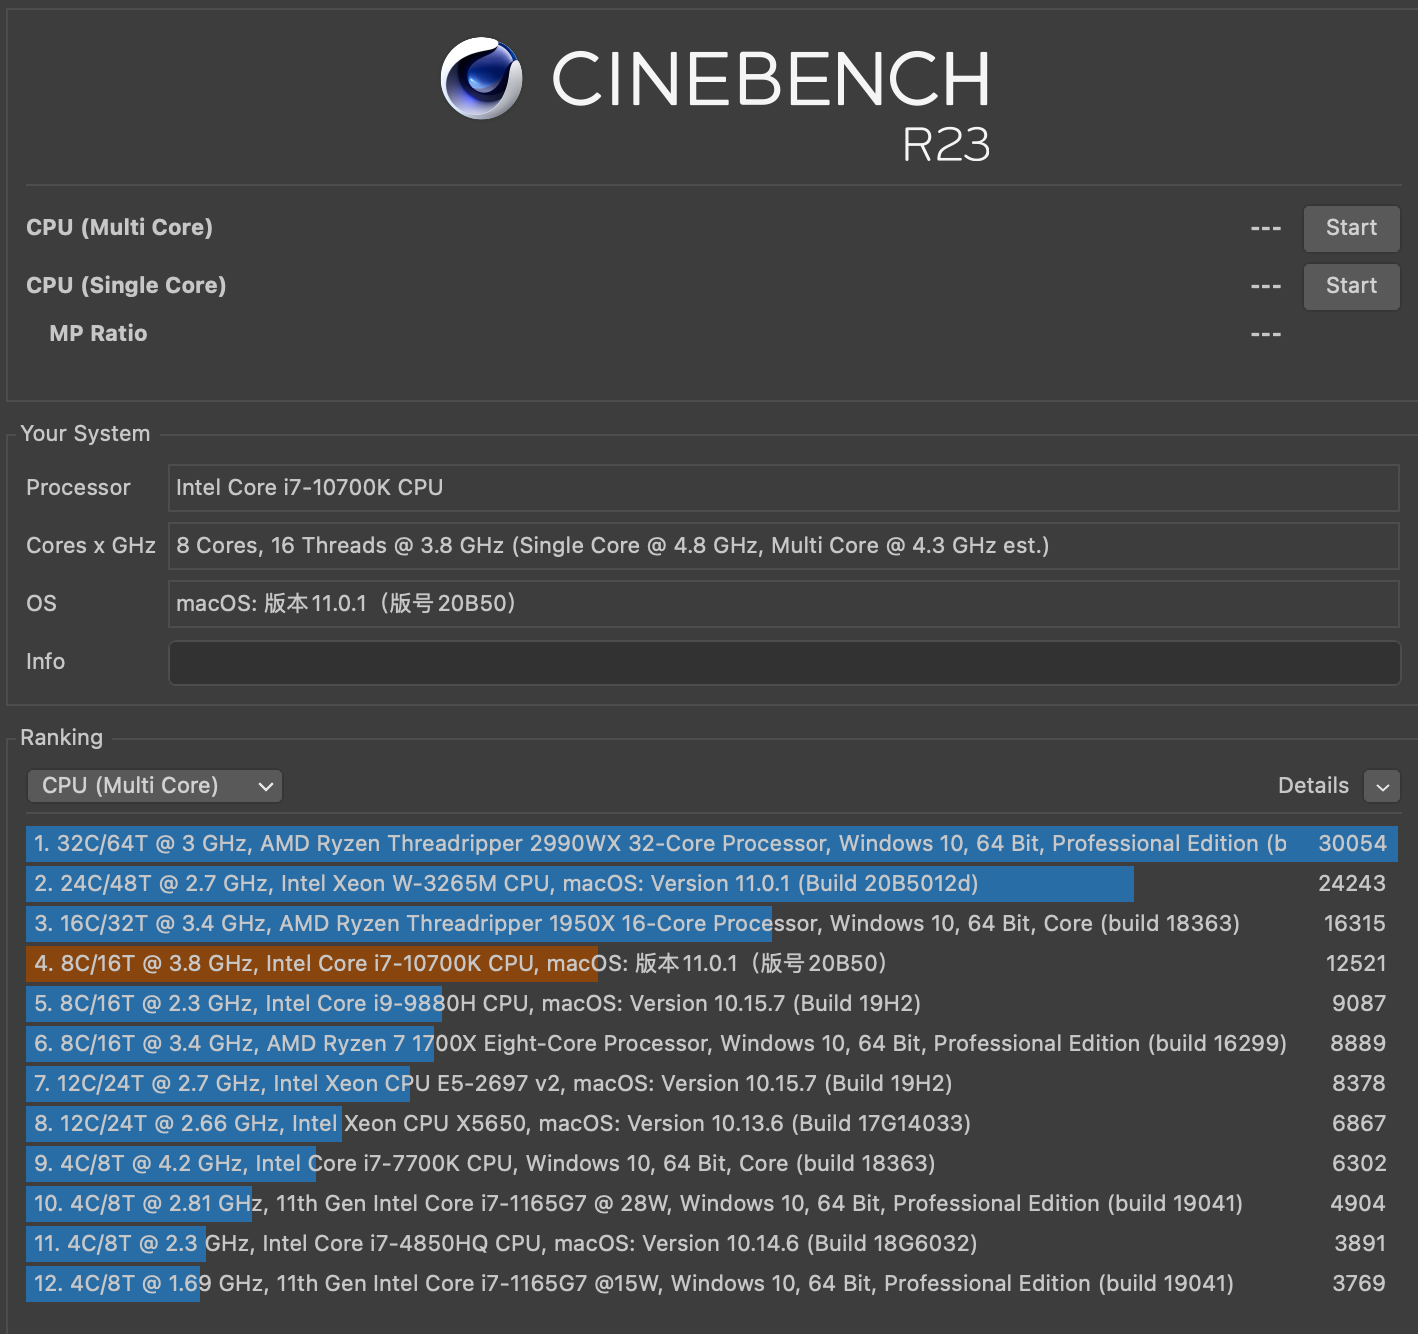 CINEBENCH
R23
CPU (Multi Core) --- Start
CPU (Single Core) --- Start
MP Ratio ---
Your System
Processor Intel Core i7-10700K CPU
Cores x GHz 8 Cores, 16 Threads @ 3.8 GHz (Single Core @ 4.8 GHz, Multi Core @ 4.3 GHz est.)
OS macOS: 版本11.0.1（版号20B50）
Info
Ranking
CPU (Multi Core) Details
1. 32C/64T @ 3 GHz, AMD Ryzen Threadripper 2990WX 32-Core Processor, Windows 10, 64 Bit, Professional Edition (b 30054
2. 24C/48T @ 2.7 GHz, Intel Xeon W-3265M CPU, macOS: Version 11.0.1 (Build 20B5012d) 24243
3. 16C/32T @ 3.4 GHz, AMD Ryzen Threadripper 1950X 16-Core Processor, Windows 10, 64 Bit, Core (build 18363) 16315
4. 8C/16T @ 3.8 GHz, Intel Core i7-10700K CPU, macOS: 版本11.0.1（版号20B50） 12521
5. 8C/16T @ 2.3 GHz, Intel Core i9-9880H CPU, macOS: Version 10.15.7 (Build 19H2) 9087
6. 8C/16T @ 3.4 GHz, AMD Ryzen 7 1700X Eight-Core Processor, Windows 10, 64 Bit, Professional Edition (build 16299) 8889
7. 12C/24T @ 2.7 GHz, Intel Xeon CPU E5-2697 v2, macOS: Version 10.15.7 (Build 19H2) 8378
8. 12C/24T @ 2.66 GHz, Intel Xeon CPU X5650, macOS: Version 10.13.6 (Build 17G14033) 6867
9. 4C/8T @ 4.2 GHz, Intel Core i7-7700K CPU, Windows 10, 64 Bit, Core (build 18363) 6302
10. 4C/8T @ 2.81 GHz, 11th Gen Intel Core i7-1165G7 @ 28W, Windows 10, 64 Bit, Professional Edition (build 19041) 4904
11. 4C/8T @ 2.3 GHz, Intel Core i7-4850HQ CPU, macOS: Version 10.14.6 (Build 18G6032) 3891
12. 4C/8T @ 1.69 GHz, 11th Gen Intel Core i7-1165G7 @15W, Windows 10, 64 Bit, Professional Edition (build 19041) 3769